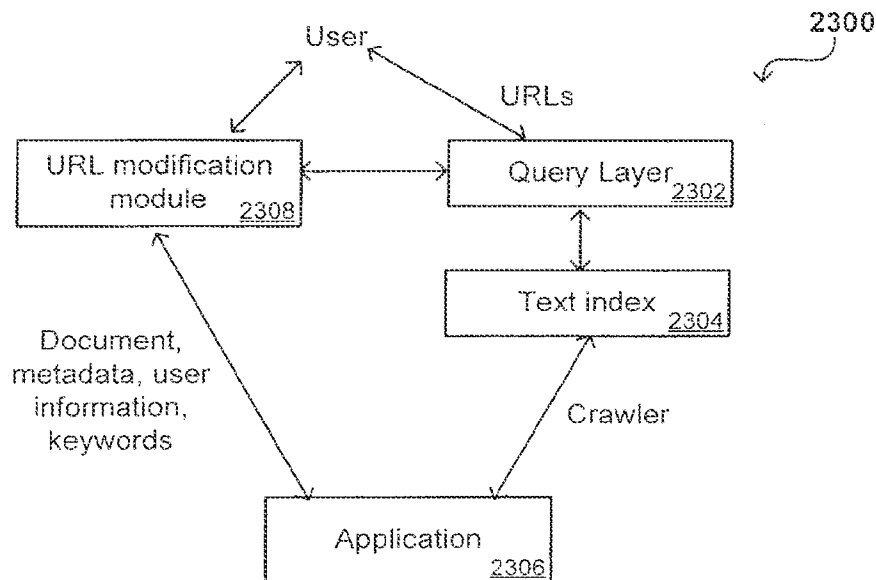 2300
User
URLs
URL modification
module
2308
Query Layer
2302
Text index
2304
Document,
metadata, user
information,
keywords
Crawler
Application
2306